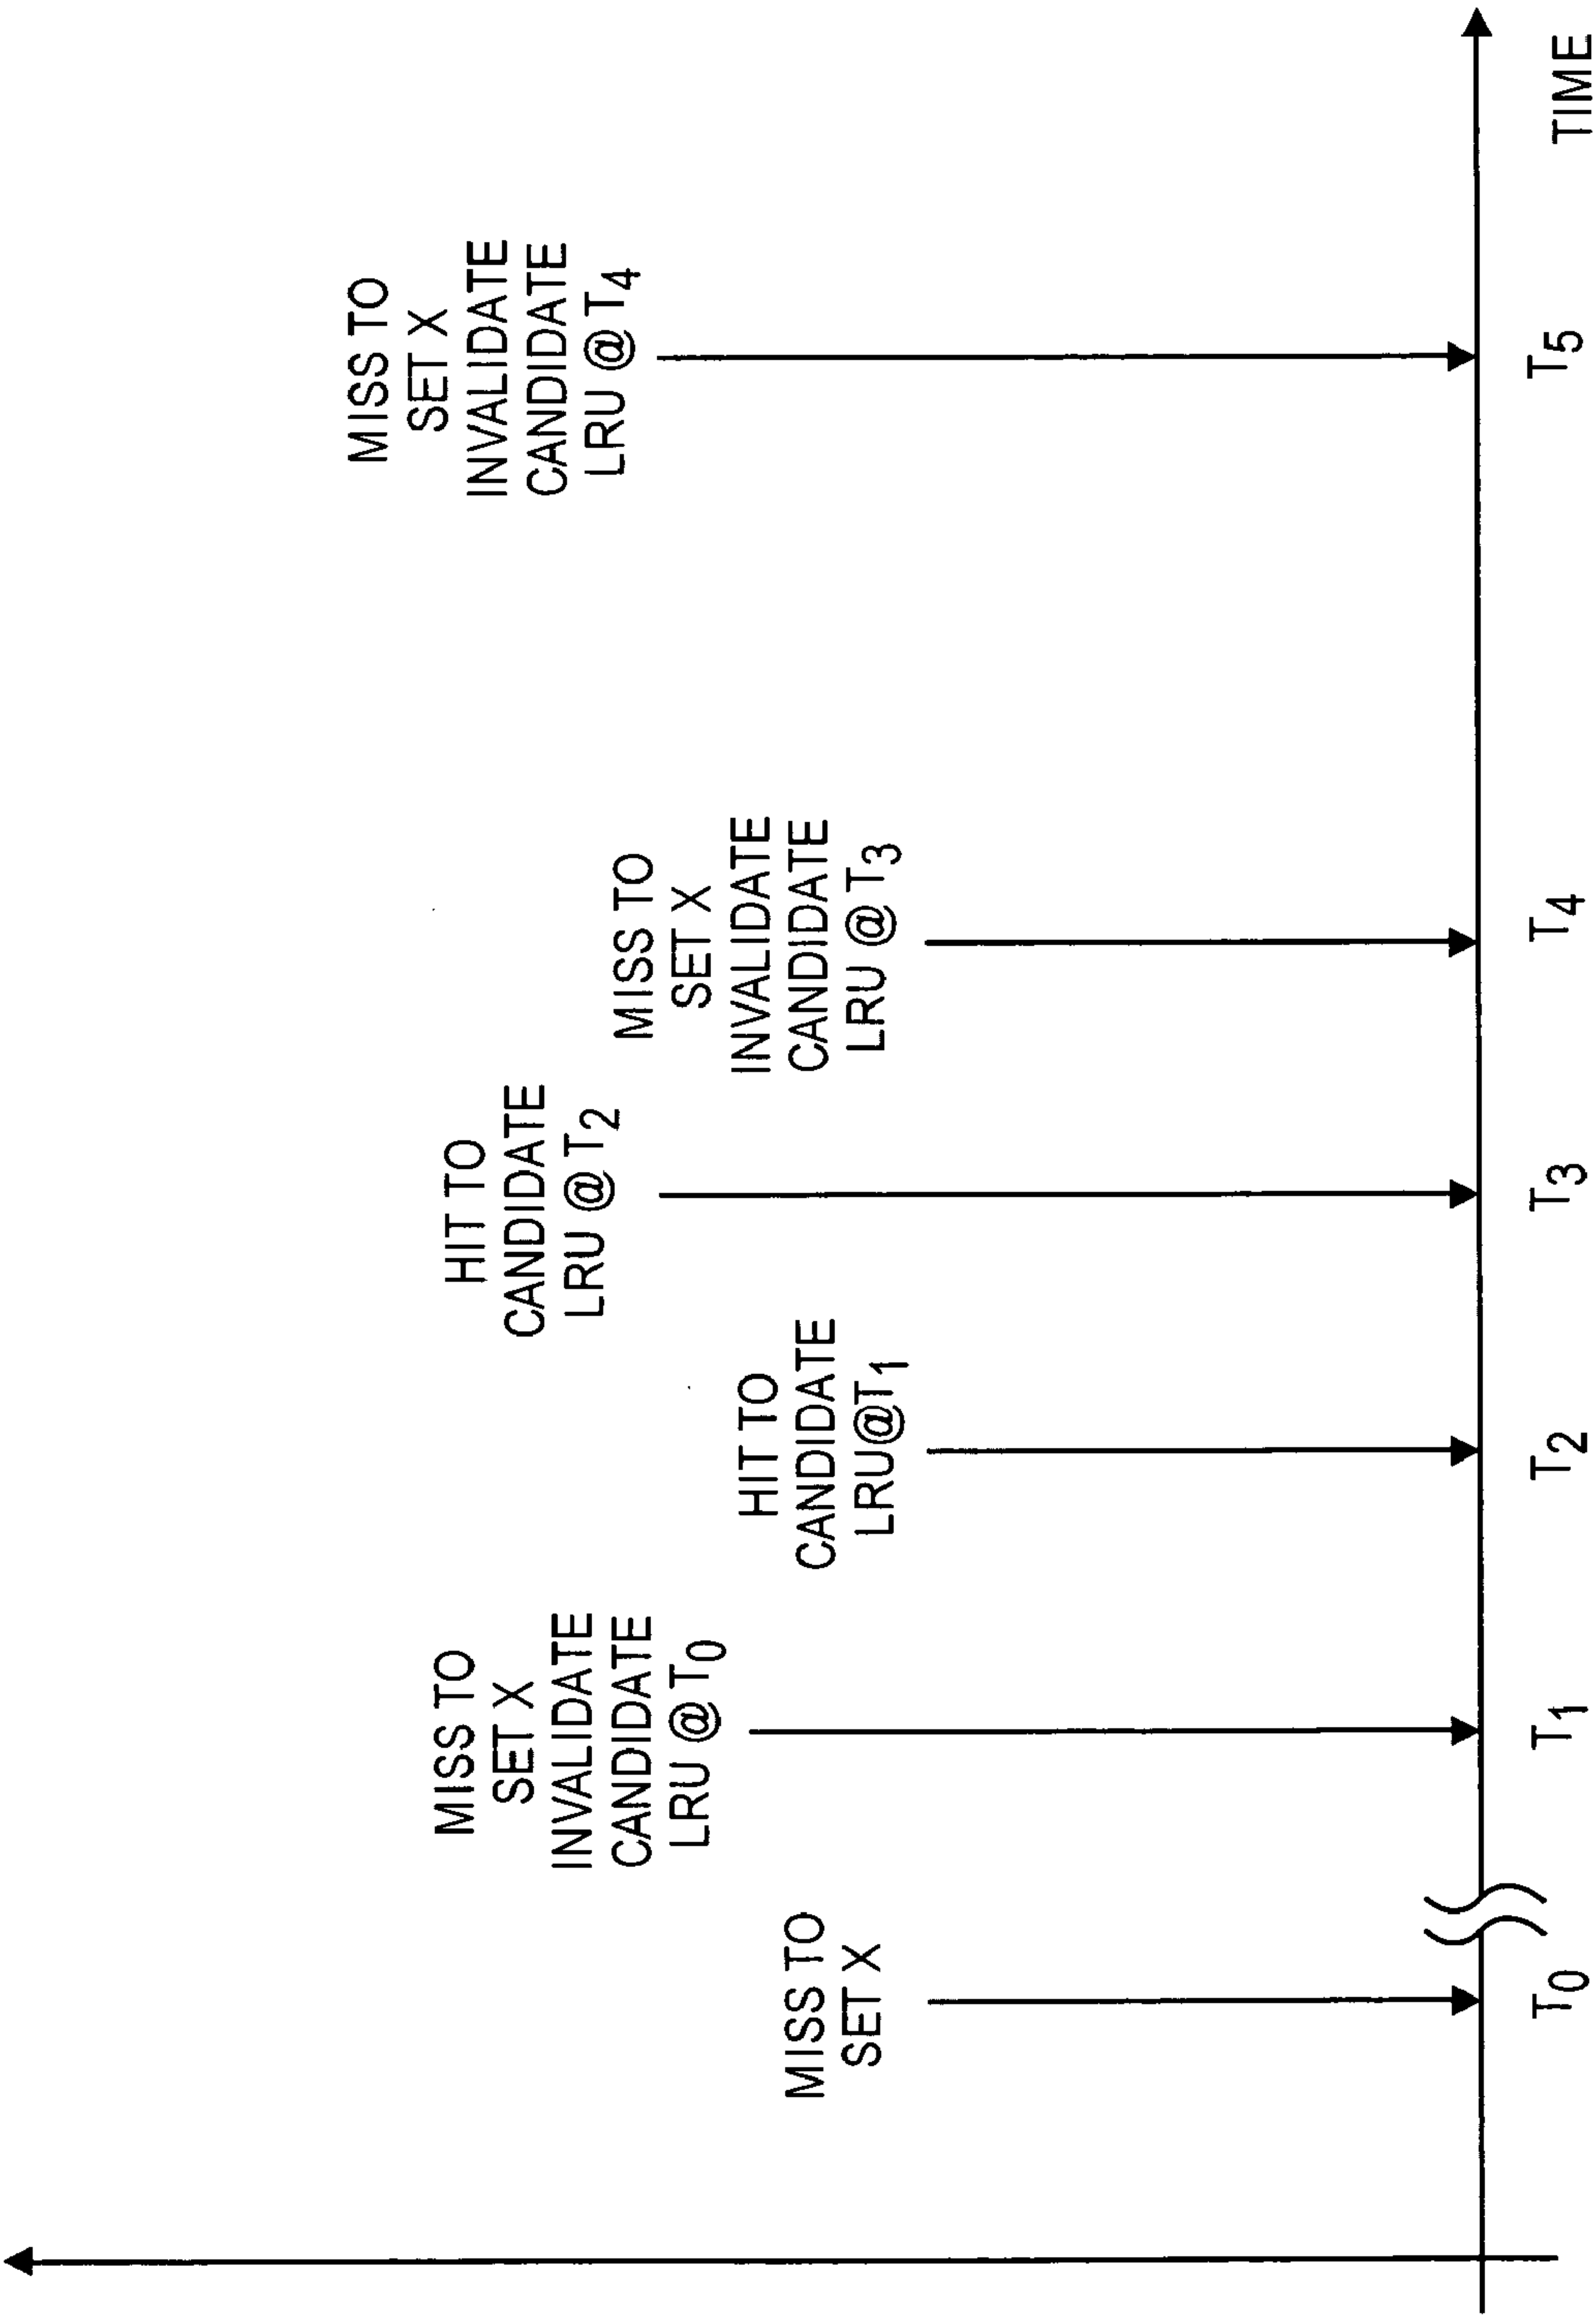 MISS TO
SET X
MISS TO
SET X
INVALIDATE
CANDIDATE
LRU @ T0
HIT TO
CANDIDATE
LRU@T1
HIT TO
CANDIDATE
LRU @ T2
MISS TO
SET X
INVALIDATE
CANDIDATE
LRU @ T3
MISS TO
SET X
INVALIDATE
CANDIDATE
LRU @ T4
T0
T1
T2
T3
T4
T5
TIME